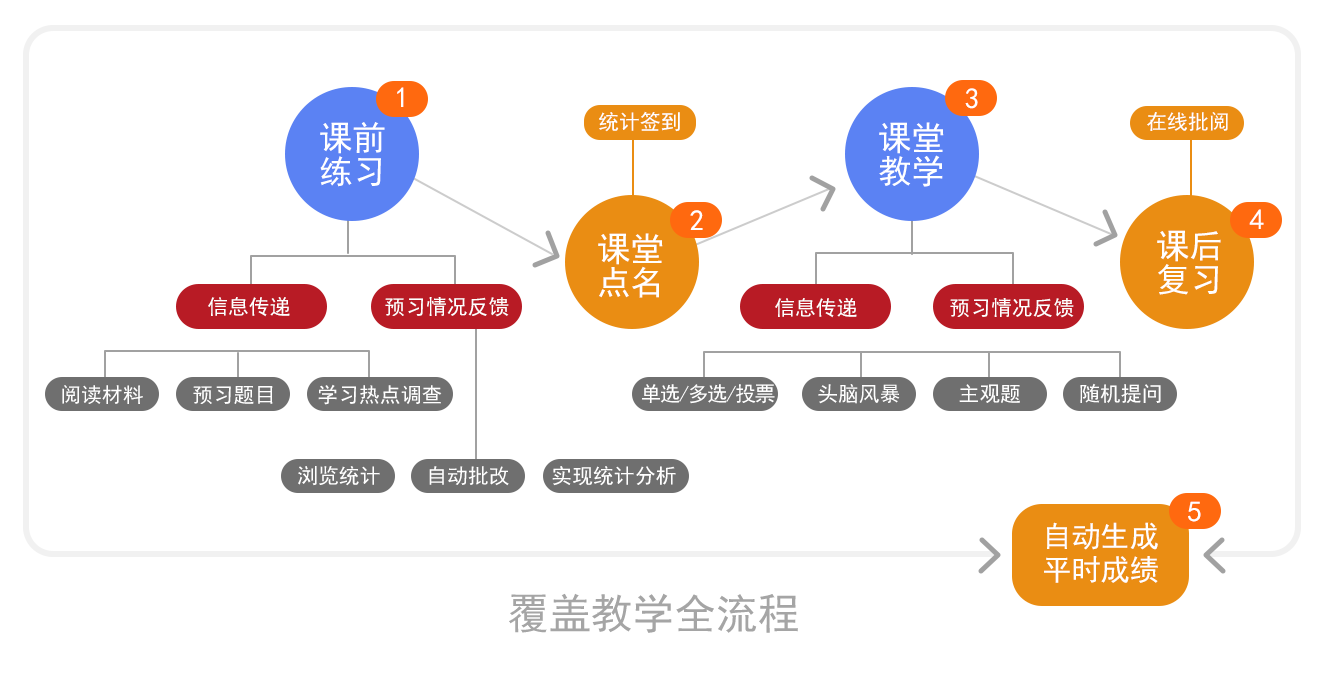 1
课前
练习
统计签到
2
课堂
点名
3
课堂
教学
在线批阅
4
课后
复习
信息传递
预习情况反馈
信息传递
预习情况反馈
阅读材料
预习题目
学习热点调查
单选/多选/投票
头脑风暴
主观题
随机提问
浏览统计
自动批改
实现统计分析
5
自动生成
平时成绩
覆盖教学全流程